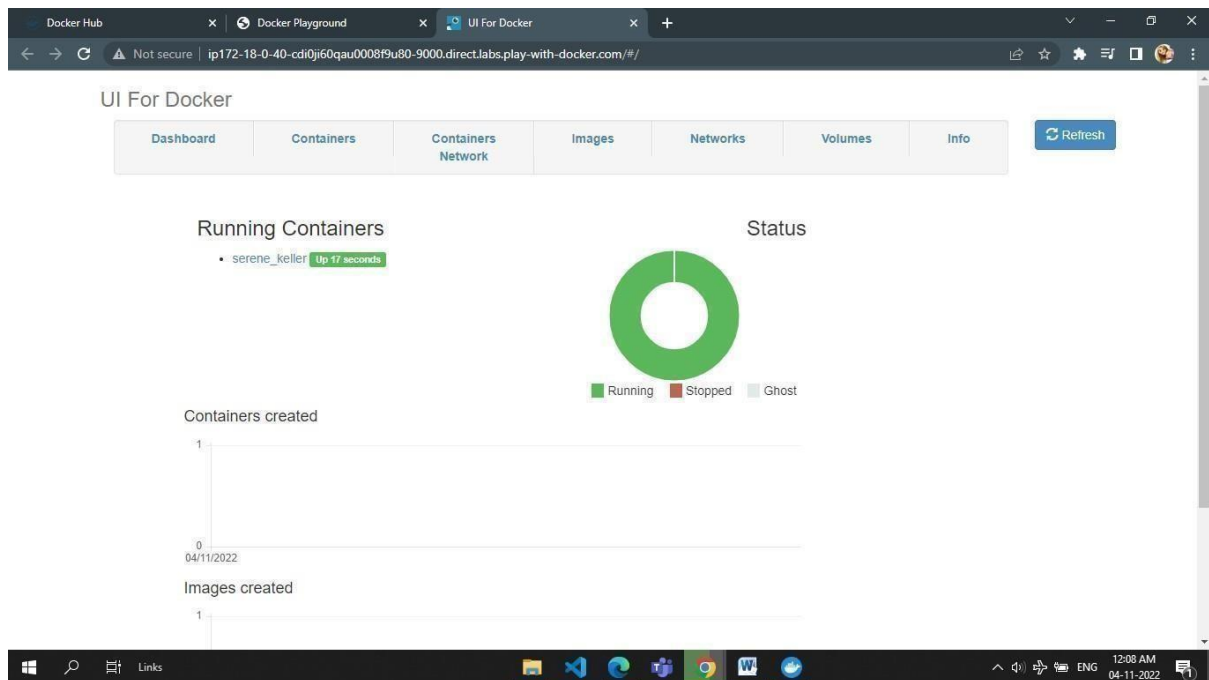 Docker Hub
Docker Playground
UI For Docker
Not secure | ip172-18-0-40-cdi0ji60qau0008f9u80-9000.direct.labs.play-with-docker.com/#/
UI For Docker
Dashboard
Containers
Containers Network
Images
Networks
Volumes
Info
Refresh
Running Containers
serene_keller Up 17 seconds
Status
Running Stopped Ghost
Containers created
1
0
04/11/2022
Images created
1
Links
ENG
12:08 AM
04-11-2022